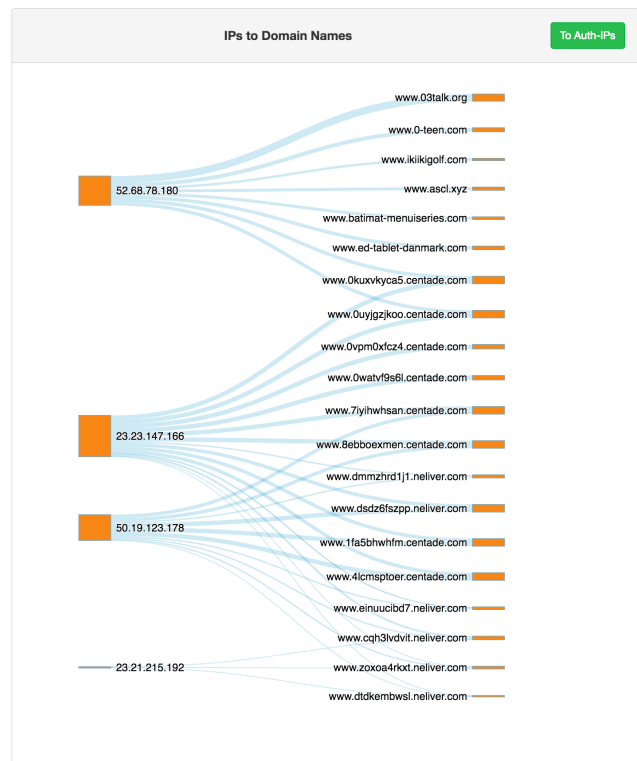 IPs to Domain Names
To Auth-IPs
www.03talk.org
www.0-teen.com
www.ikiikigolf.com
52.68.78.180
www.ascl.xyz
www.batimat-menuiseries.com
www.ed-tablet-danmark.com
www.0kuxvkyca5.centade.com
www.0uyjgzjkoo.centade.com
www.0vpm0xfcz4.centade.com
www.0watvf9s6l.centade.com
www.7iyihwhsan.centade.com
23.23.147.166
www.8ebboexmen.centade.com
www.dmmzhrd1j1.neliver.com
www.dsdz6fszpp.neliver.com
50.19.123.178
www.1fa5bhwhfm.centade.com
www.4lcmsptoer.centade.com
www.einuucibd7.neliver.com
www.cqh3lvdvit.neliver.com
23.21.215.192
www.zoxoa4rkxt.neliver.com
www.dtdkembwsl.neliver.com